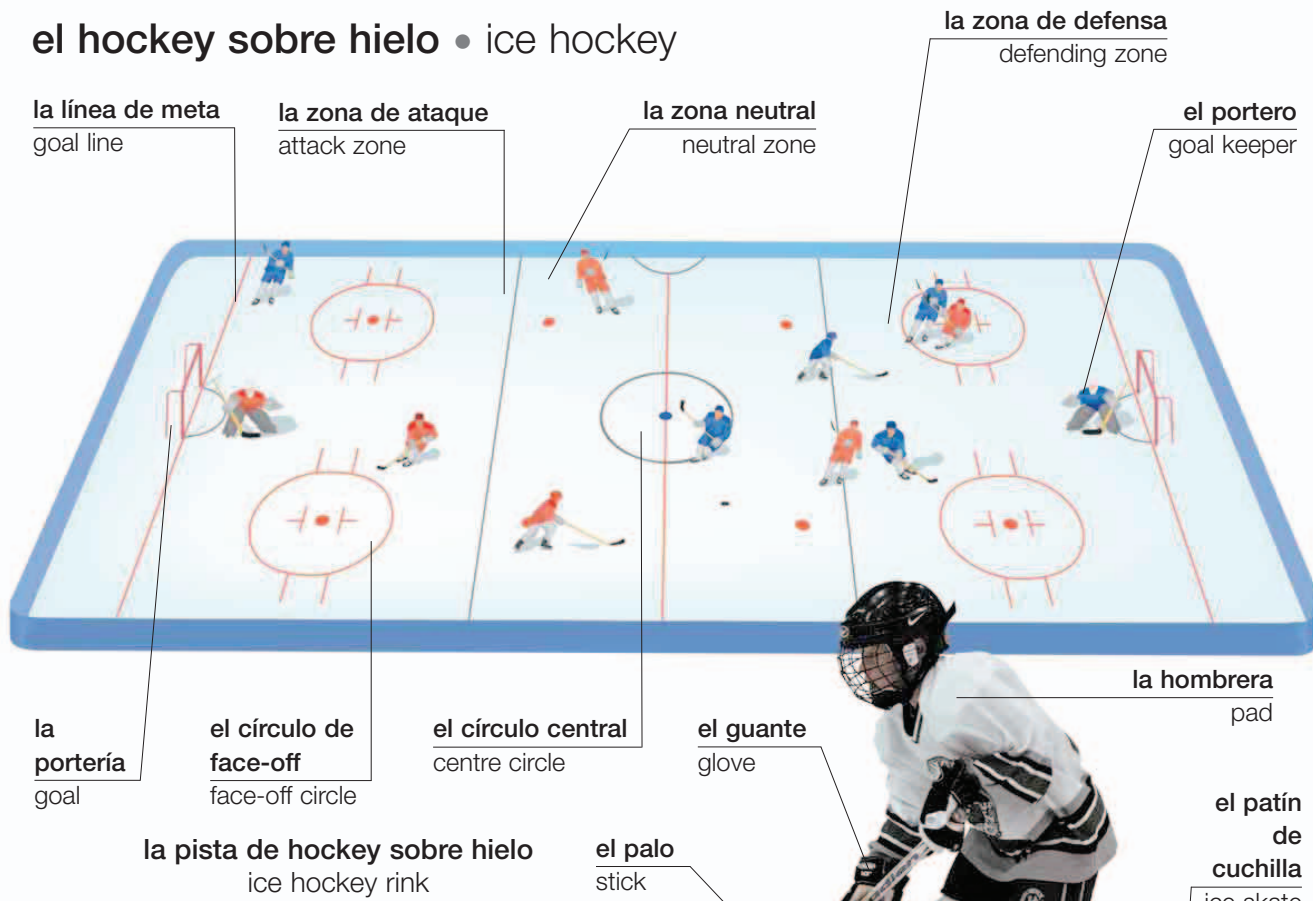 el hockey sobre hielo • ice hockey
la zona de defensa
defending zone
la línea de meta
goal line
la zona de ataque
attack zone
la zona neutral
neutral zone
el portero
goal keeper
la hombrera
pad
la
portería
goal
el círculo de
face-off
face-off circle
el círculo central
centre circle
el guante
glove
el patín
de
cuchilla
ice skate
la pista de hockey sobre hielo
ice hockey rink
el palo
stick